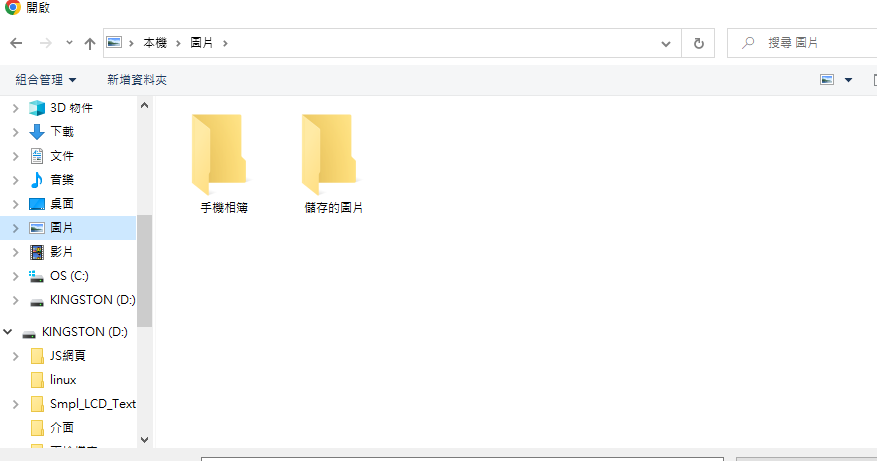 開啟
本機 圖片
搜尋 圖片
組合管理 新增資料夾
3D 物件
下載
文件
音樂
桌面
圖片
影片
OS (C:)
KINGSTON (D:)
KINGSTON (D:)
JS網頁
linux
Smpl_LCD_Text
介面
手機相簿
儲存的圖片